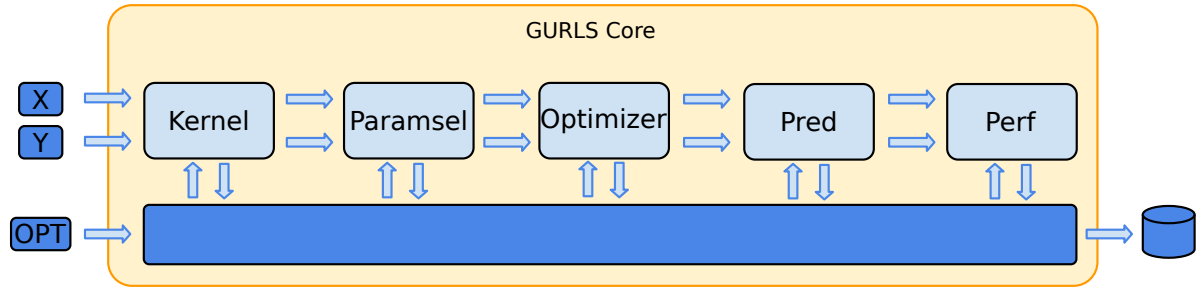 GURLS Core
X
Y
Kernel
Paramsel
Optimizer
Pred
Perf
OPT